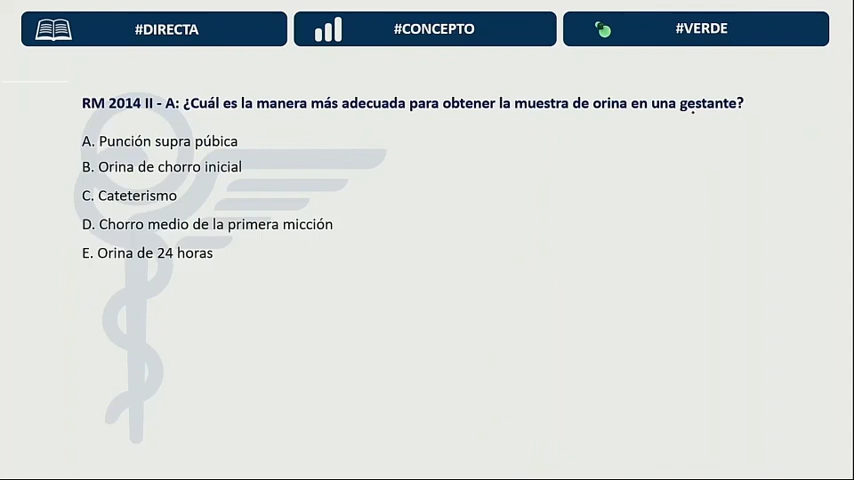 #DIRECTA
#CONCEPTO
#VERDE
RM 2014 II - A: ¿Cuál es la manera más adecuada para obtener la muestra de orina en una gestante?
A. Punción supra púbica
B. Orina de chorro inicial
C. Cateterismo
D. Chorro medio de la primera micción
E. Orina de 24 horas